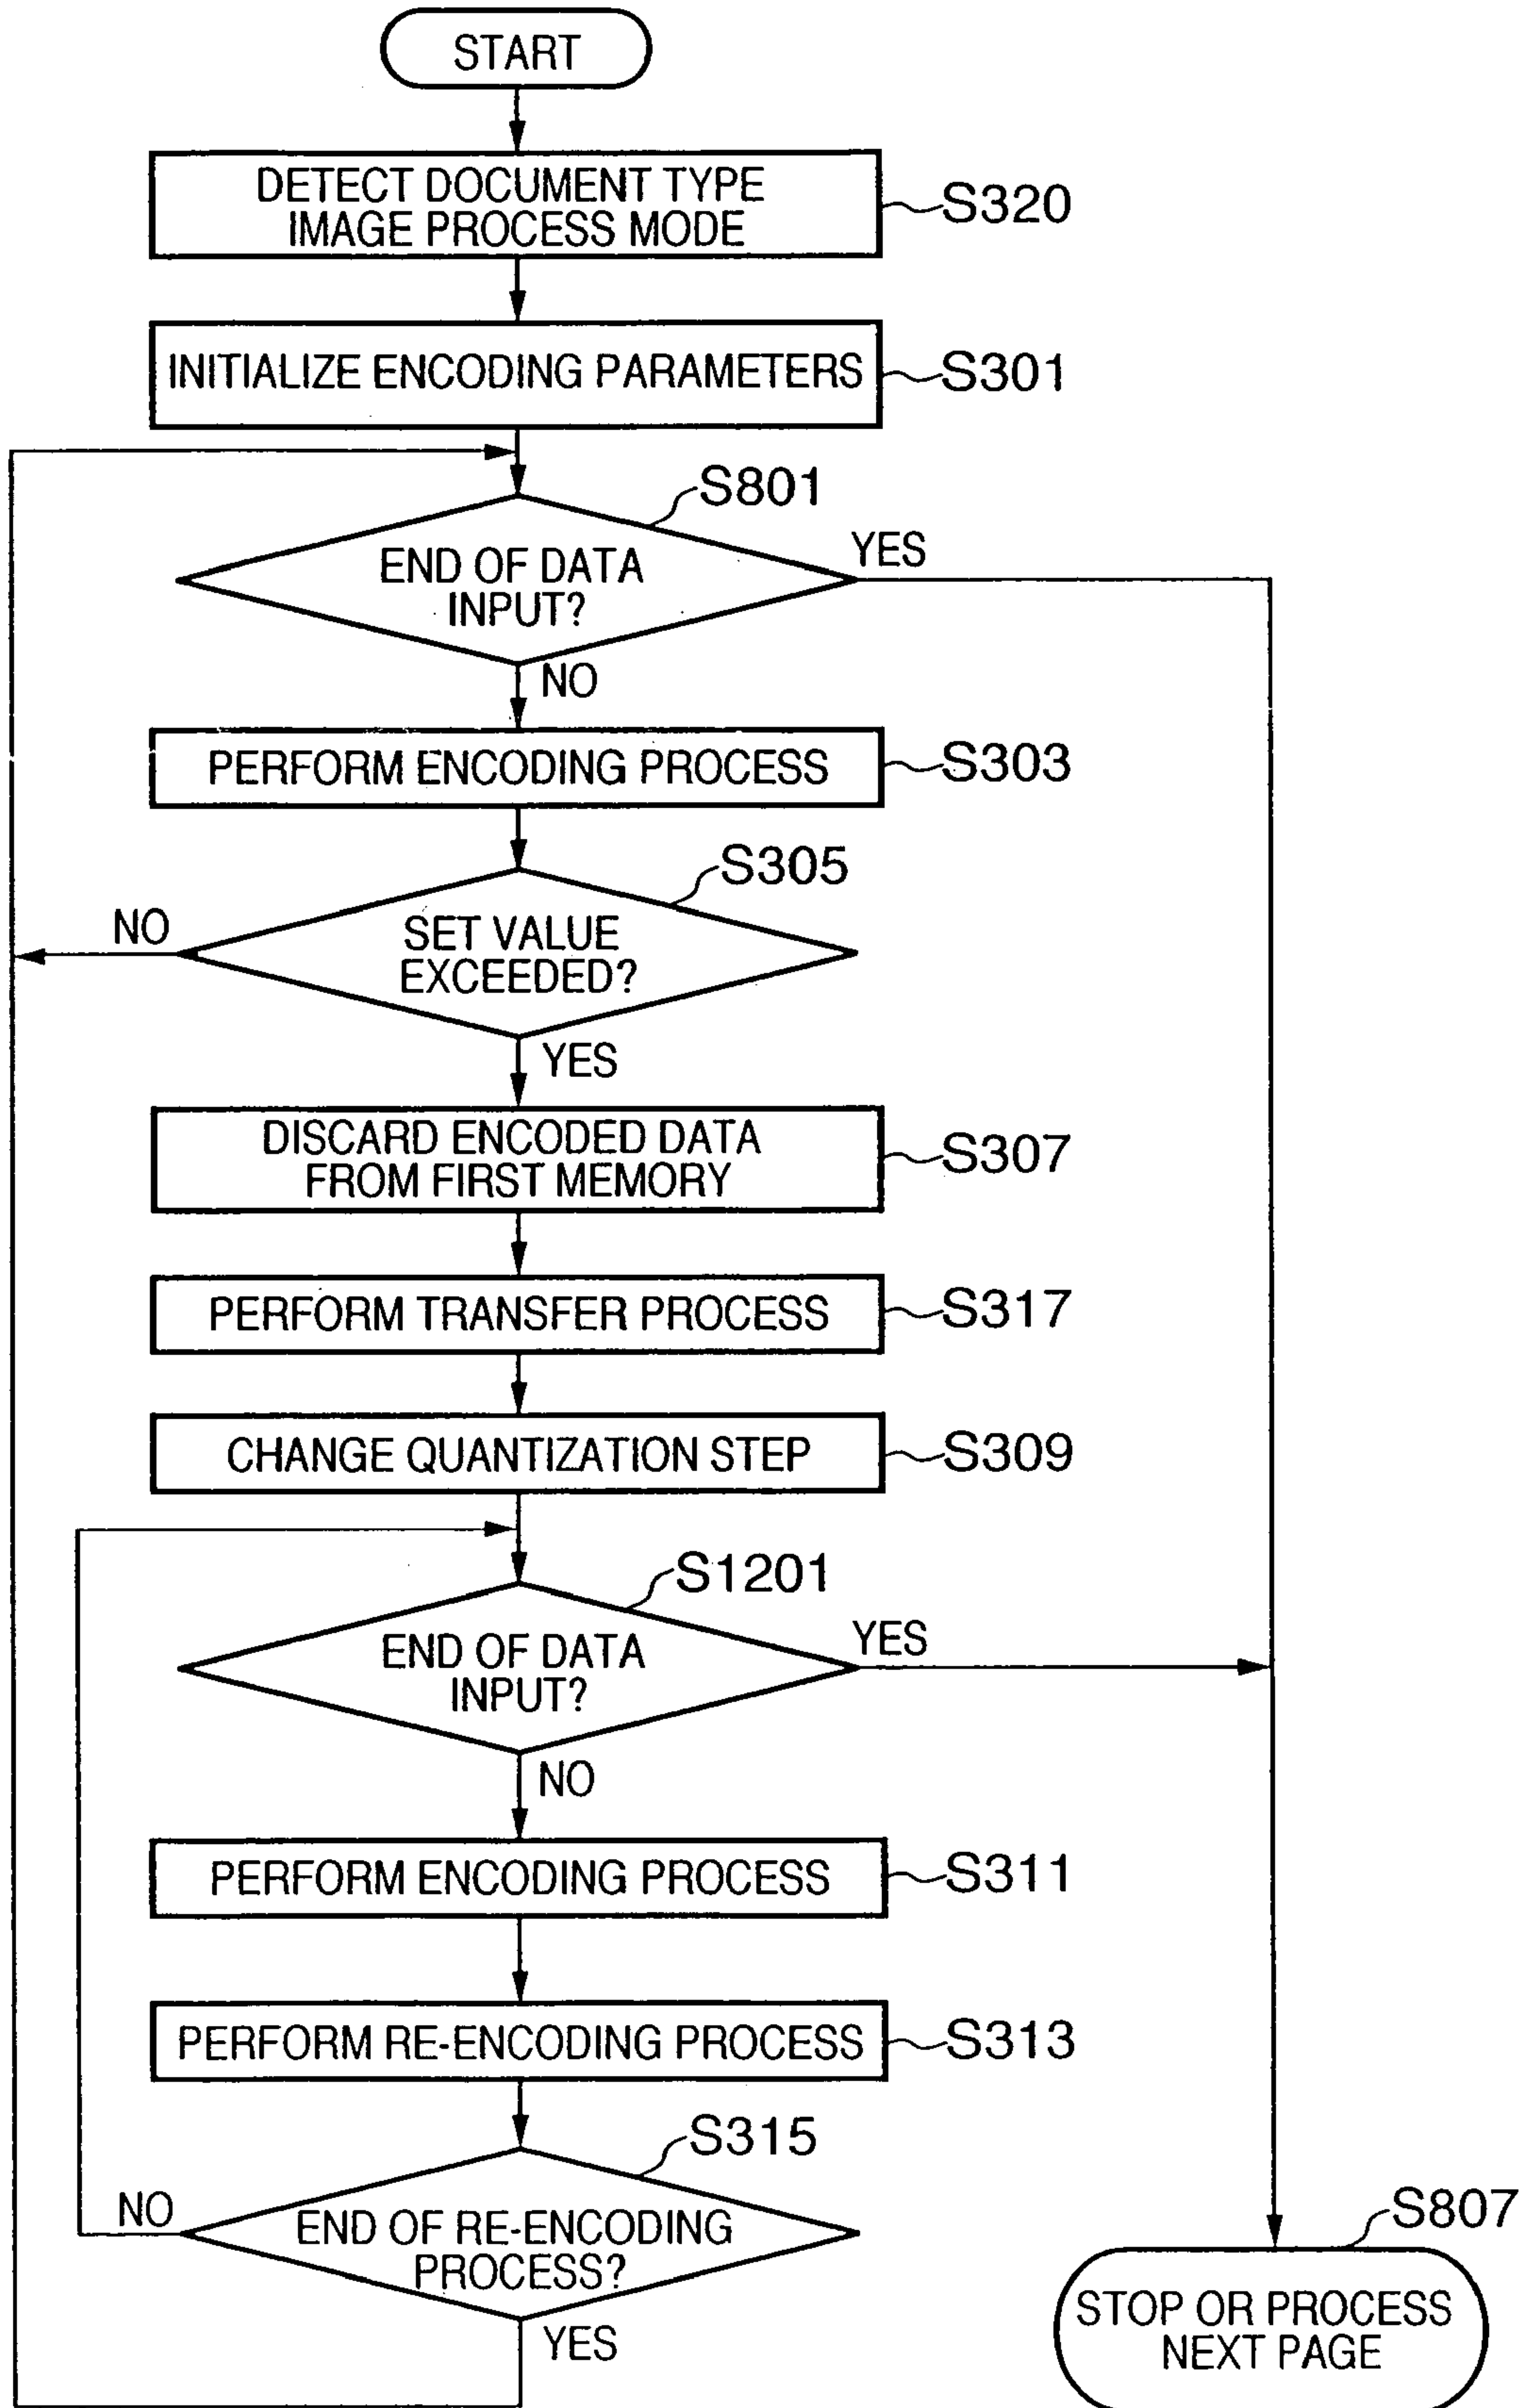 START
DETECT DOCUMENT TYPE
IMAGE PROCESS MODE
S320
INITIALIZE ENCODING PARAMETERS
S301
S801
END OF DATA
INPUT?
YES
NO
PERFORM ENCODING PROCESS
S303
S305
SET VALUE
EXCEEDED?
NO
YES
DISCARD ENCODED DATA
FROM FIRST MEMORY
S307
PERFORM TRANSFER PROCESS
S317
CHANGE QUANTIZATION STEP
S309
S1201
END OF DATA
INPUT?
YES
NO
PERFORM ENCODING PROCESS
S311
PERFORM RE-ENCODING PROCESS
S313
S315
END OF RE-ENCODING
PROCESS?
NO
YES
S807
STOP OR PROCESS
NEXT PAGE